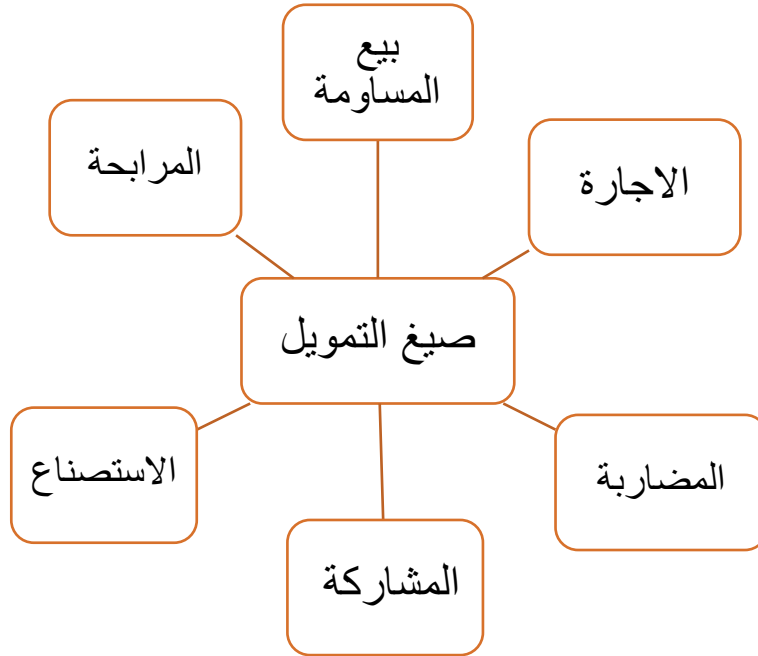 بيع
المساومة
المرابحة
الاجارة
صيغ التمويل
الاستصناع
المضاربة
المشاركة